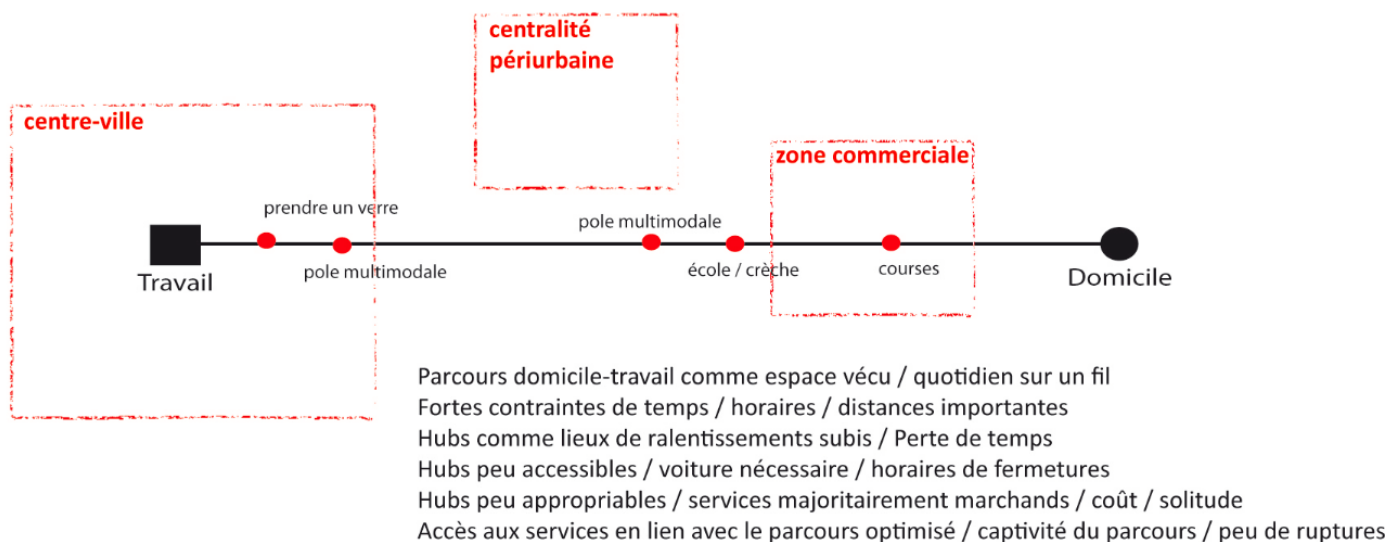 centralité
périurbaine
centre-ville
zone commerciale
prendre un verre
pole multimodale
pole multimodale
école / crèche
courses
Travail
Domicile
Parcours domicile-travail comme espace vécu / quotidien sur un fil
Fortes contraintes de temps / horaires / distances importantes
Hubs comme lieux de ralentissements subis / Perte de temps
Hubs peu accessibles / voiture nécessaire / horaires de fermetures
Hubs peu appropriables / services majoritairement marchands / coût / solitude
Accès aux services en lien avec le parcours optimisé / captivité du parcours / peu de ruptures